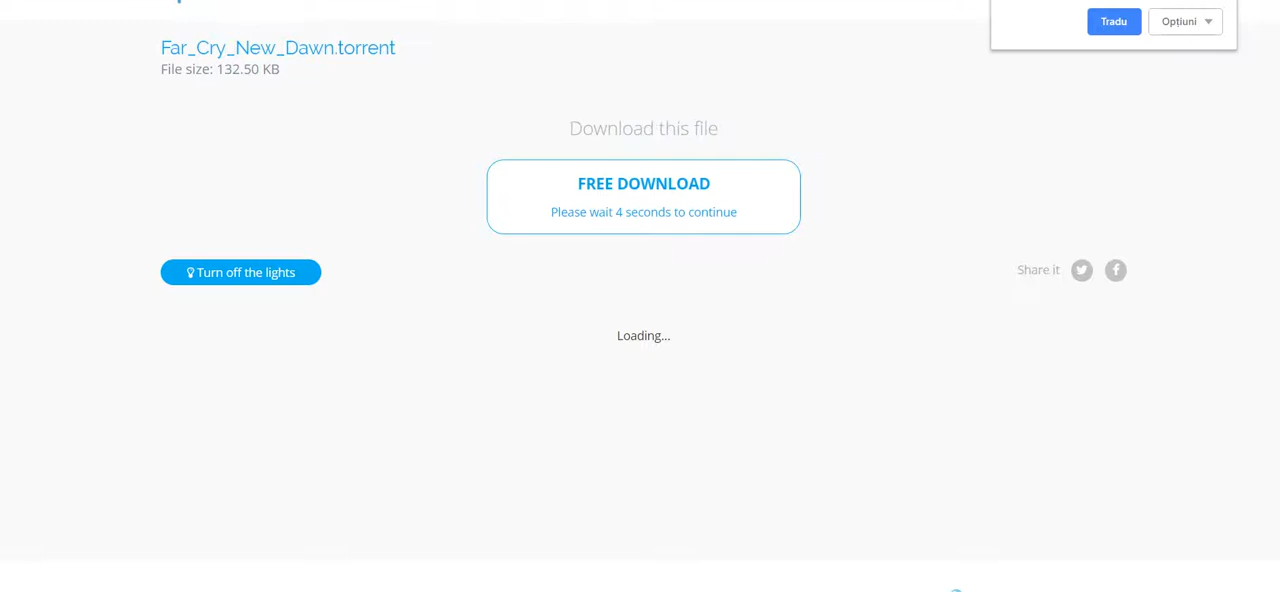 Tradu
Opțiuni
Far_Cry_New_Dawn.torrent
File size: 132.50 KB
Download this file
FREE DOWNLOAD
Please wait 4 seconds to continue
Turn off the lights
Share it
Loading...